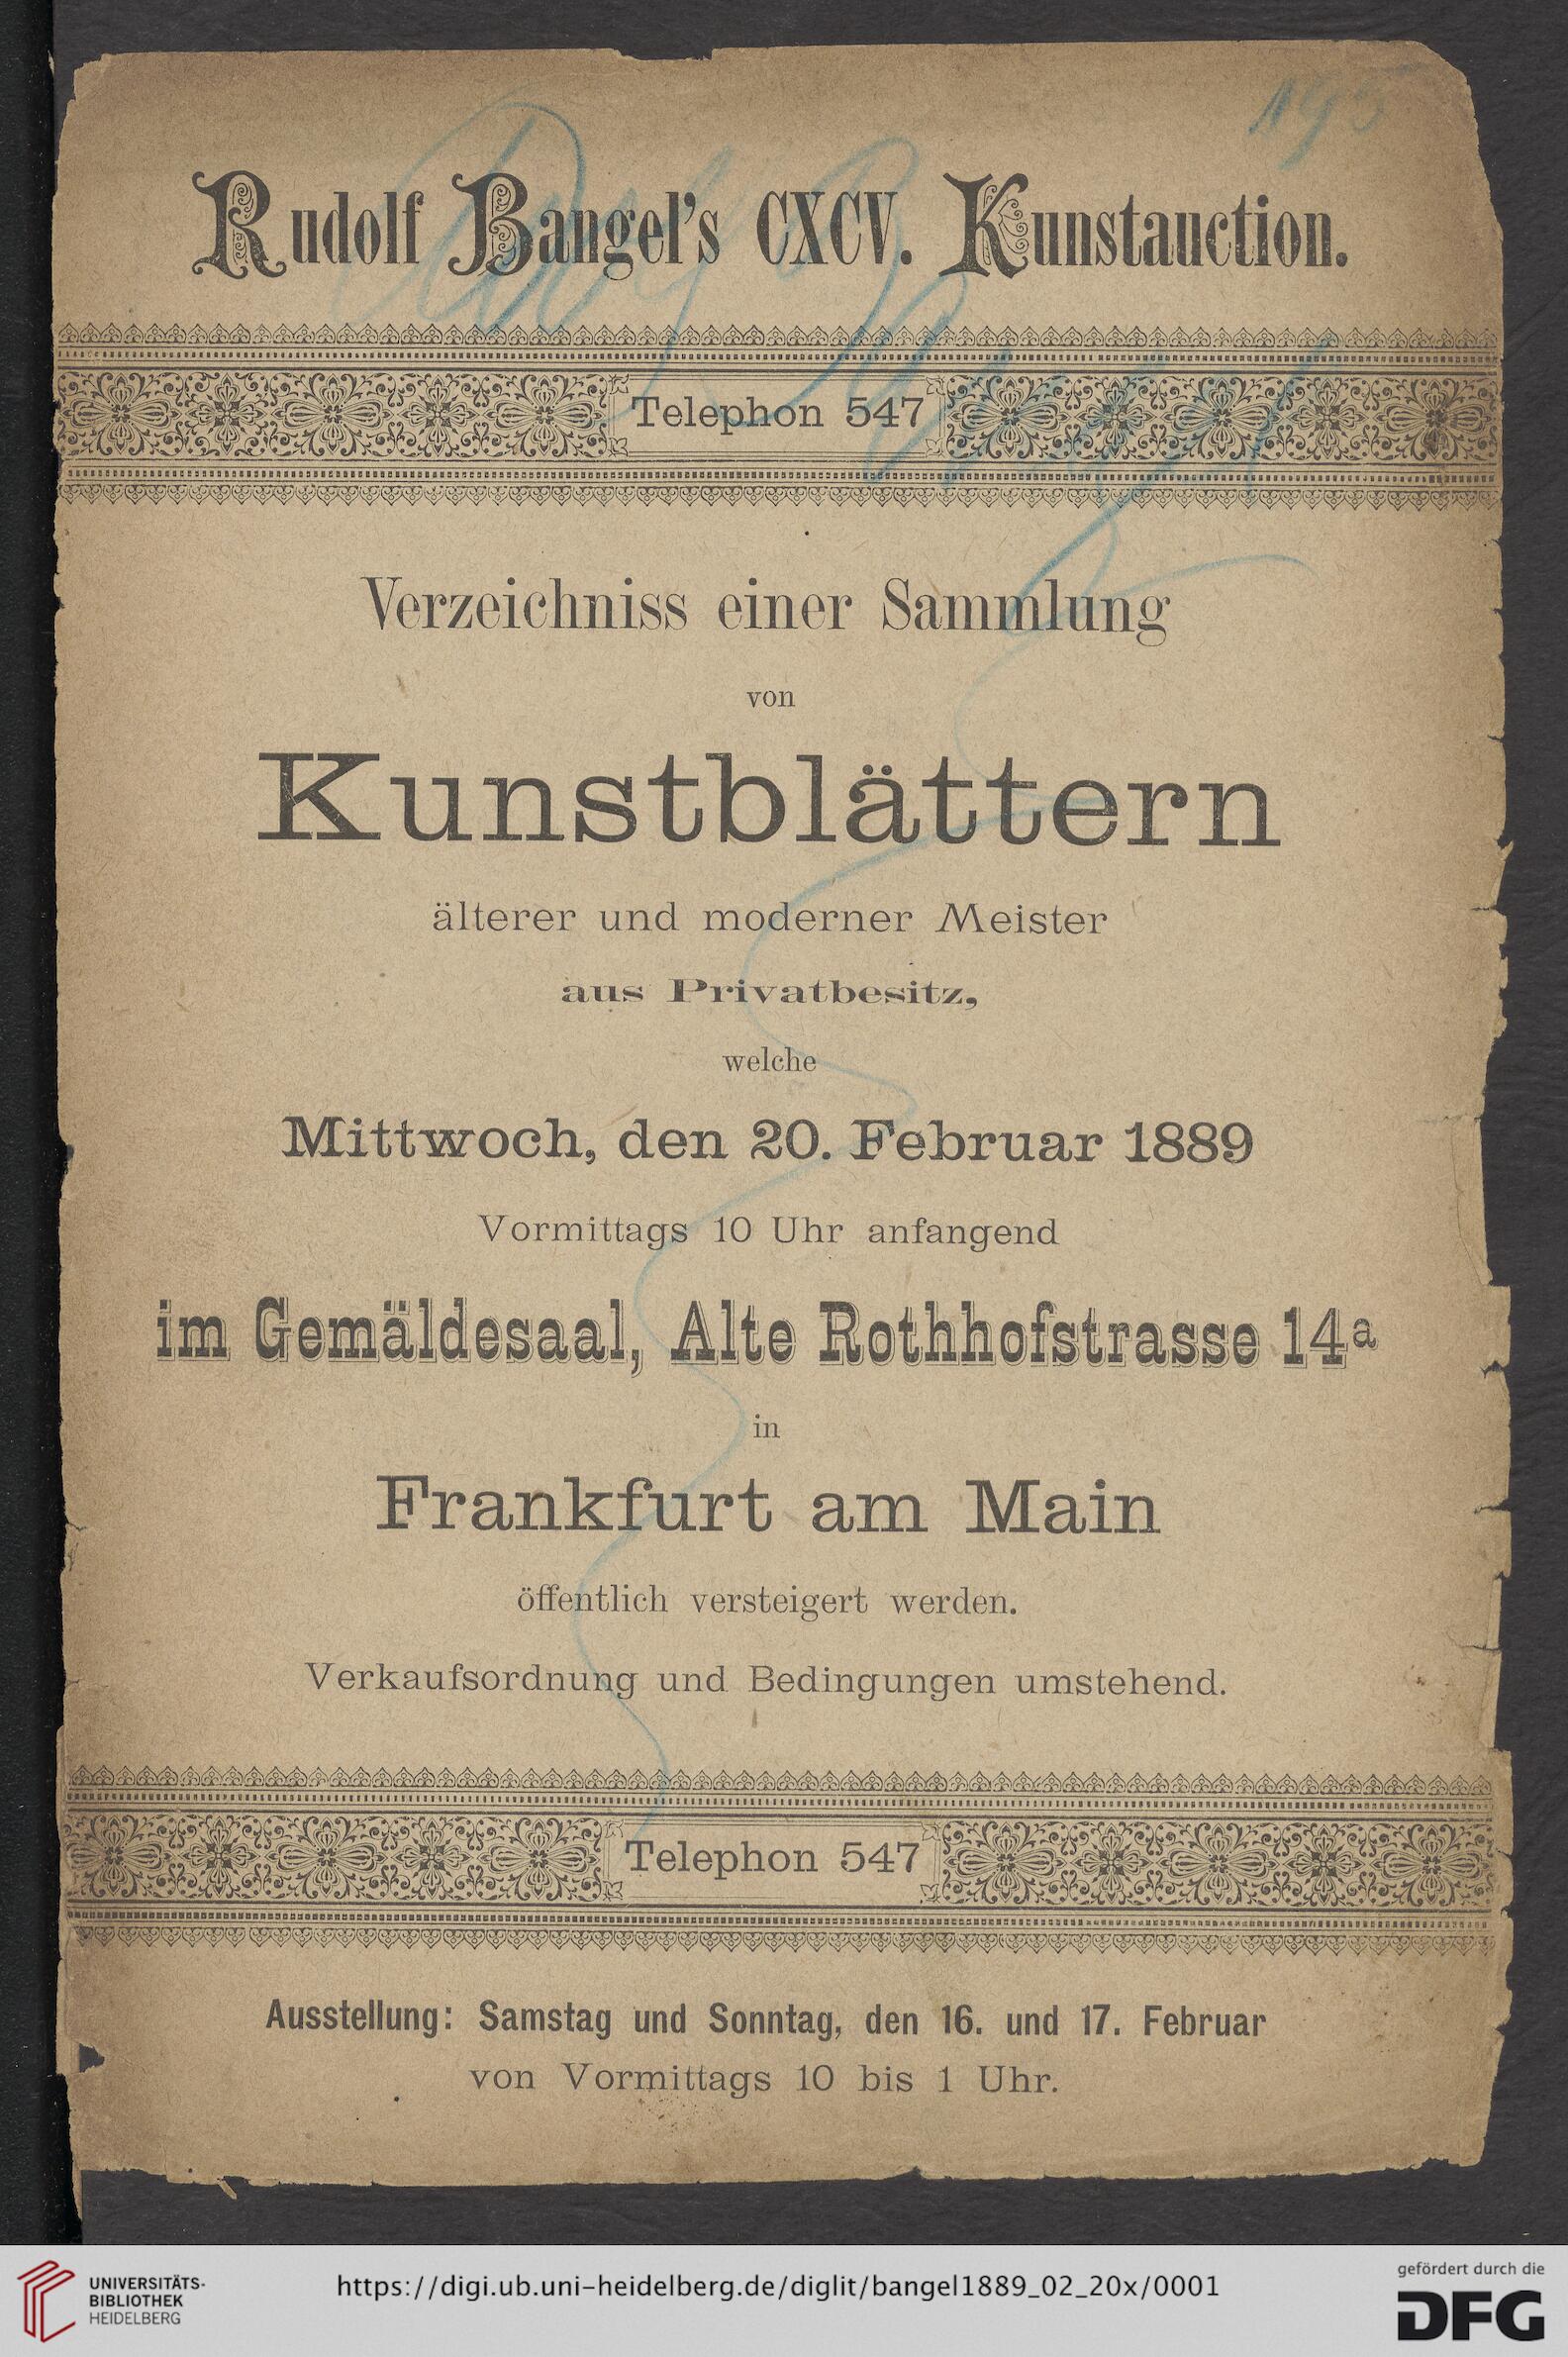 195
Rudolf Bangel's CXCV. Kunstauction.
Telephon 547
Verzeichniss einer Sammlung
von
Kunstblättern
älterer und moderner Meister
aus Privatbesitz,
welche
Mittwoch, den 20. Februar 1889
Vormittags 10 Uhr anfangend
im Gemäldesaal, Alte Rothhofstrasse 14a
in
Frankfurt am Main
öffentlich versteigert werden.
Verkaufsordnung und Bedingungen umstehend.
Telephon 547
Ausstellung: Samstag und Sonntag, den 16. und 17. Februar
von Vormittags 10 bis 1 Uhr.
UNIVERSITÄTS-
BIBLIOTHEK
HEIDELBERG
https://digi.ub.uni-heidelberg.de/diglit/bangel1889_02_20x/0001
gefördert durch die
DFG